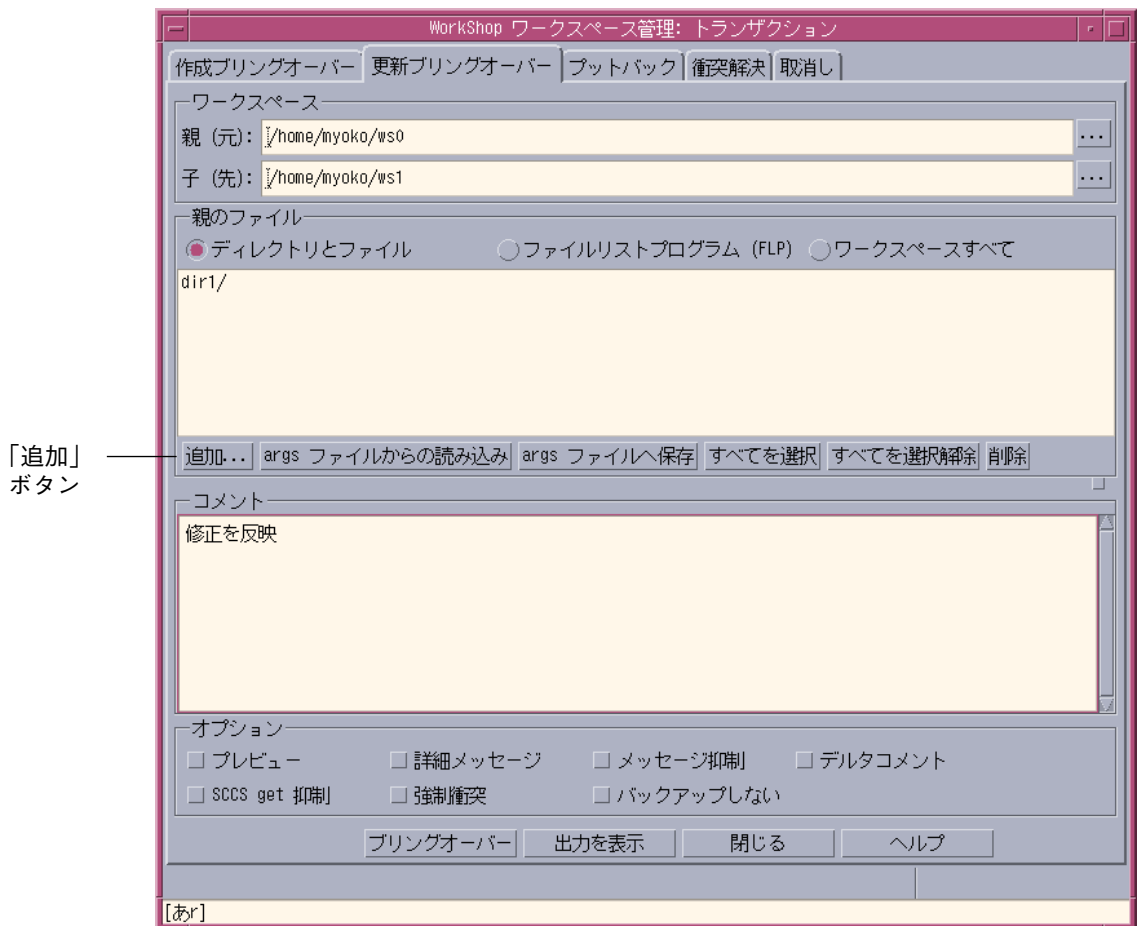 WorkShop ワークスペース管理: トランザクション
作成ブリングオーバー 更新ブリングオーバー プットバック 衝突解決 取消し
ワークスペース
親 (元): /home/myoko/ws0 ...
子 (先): /home/myoko/ws1 ...
親のファイル
ディレクトリとファイル ファイルリストプログラム (FLP) ワークスペースすべて
dir1/
「追加」
ボタン
追加... args ファイルからの読み込み args ファイルへ保存 すべてを選択 すべてを選択解除 削除
コメント
修正を反映
オプション
プレビュー 詳細メッセージ メッセージ抑制 デルタコメント
SCCS get 抑制 強制衝突 バックアップしない
ブリングオーバー 出力を表示 閉じる ヘルプ
[あr]